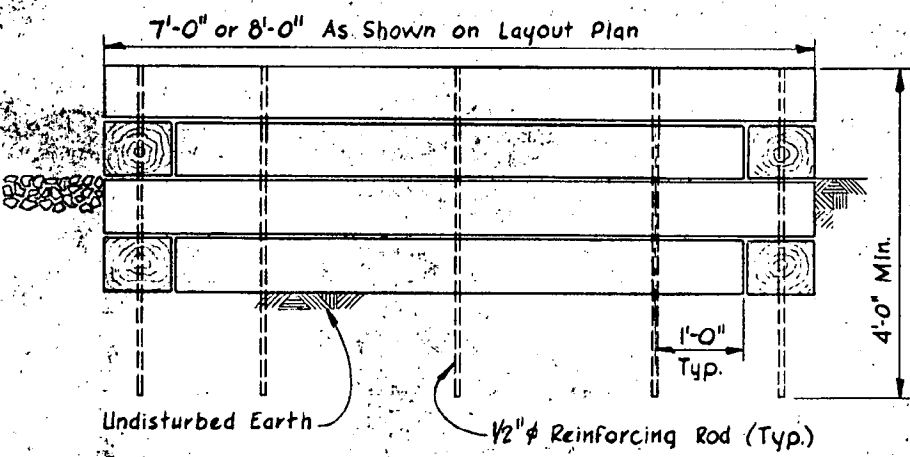 7'-0" or 8'-0" As Shown on Layout Plan
4'-0" Min.
1'-0"
Typ.
Undisturbed Earth
1/2"φ Reinforcing Rod (Typ.)